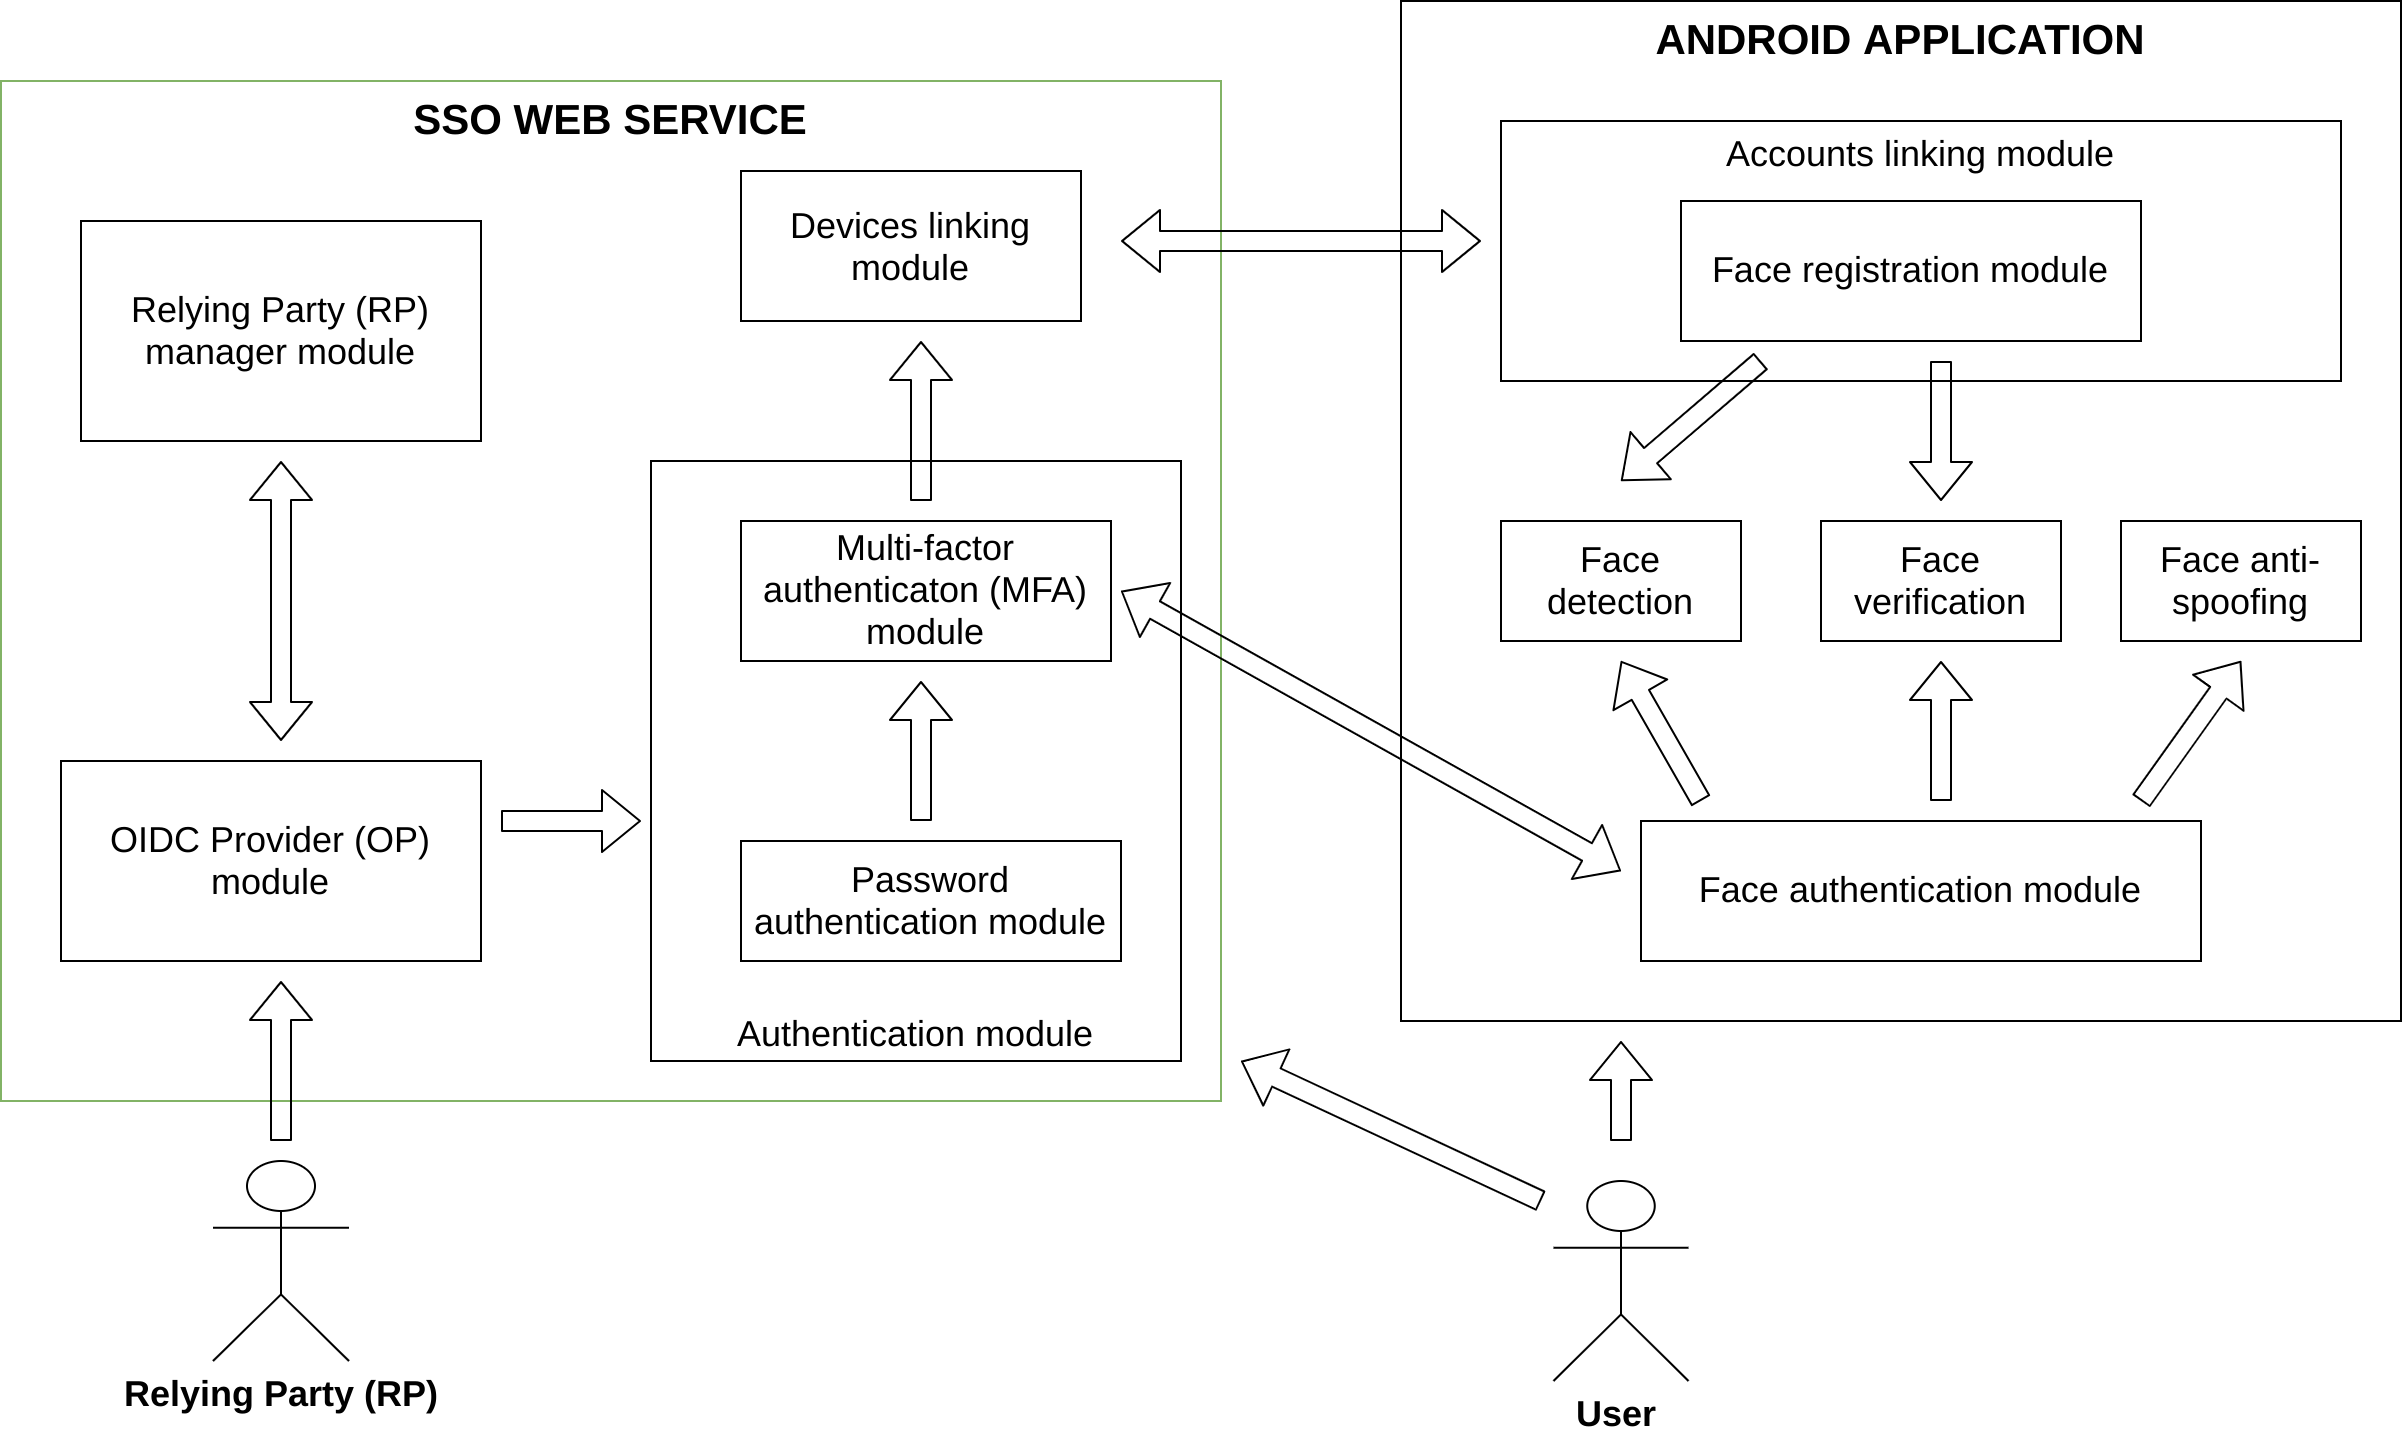 ANDROID APPLICATION
SSO WEB SERVICE
Accounts linking module
Devices linking
module
Face registration module
Relying Party (RP)
manager module
Multi-factor
authenticaton (MFA)
module
Face
detection
Face
verification
Face anti-
spoofing
OIDC Provider (OP)
module
Password
authentication module
Face authentication module
Authentication module
Relying Party (RP)
User